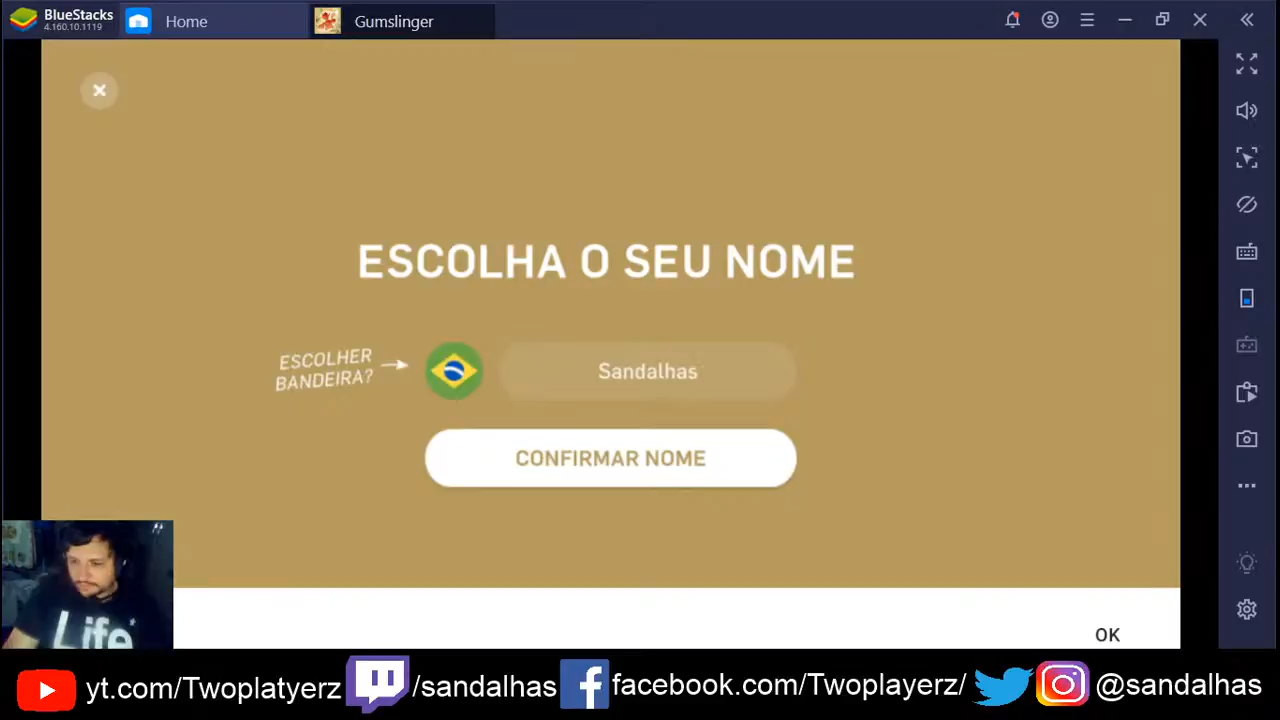 BlueStacks
4.160.10.1119
Home
Gumslinger
ESCOLHA O SEU NOME
ESCOLHER
BANDEIRA?
Sandalhas
CONFIRMAR NOME
OK
Life
yt.com/Twoplatyerz /sandalhas facebook.com/Twoplayerz/ @sandalhas